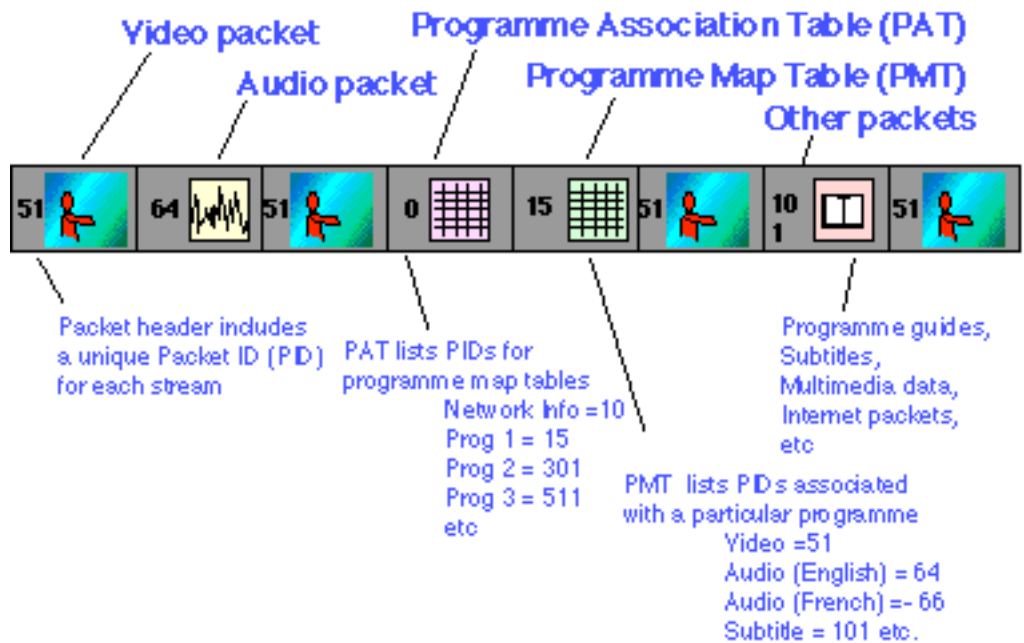 Video packet
Programme Association Table (PAT)
Audio packet
Programme Map Table (PMT)
Other packets
51
64
51
0
15
51
10
1
51
Packet header includes
a unique Packet ID (PID)
for each stream
PAT lists PIDs for
programme map tables
Network Info =10
Prog 1 = 15
Prog 2 = 301
Prog 3 = 511
etc
Programme guides,
Subtitles,
Multimedia data,
Internet packets,
etc
PMT lists PIDs associated
with a particular programme
Video =51
Audio (English) = 64
Audio (French) =- 66
Subtitle = 101 etc.